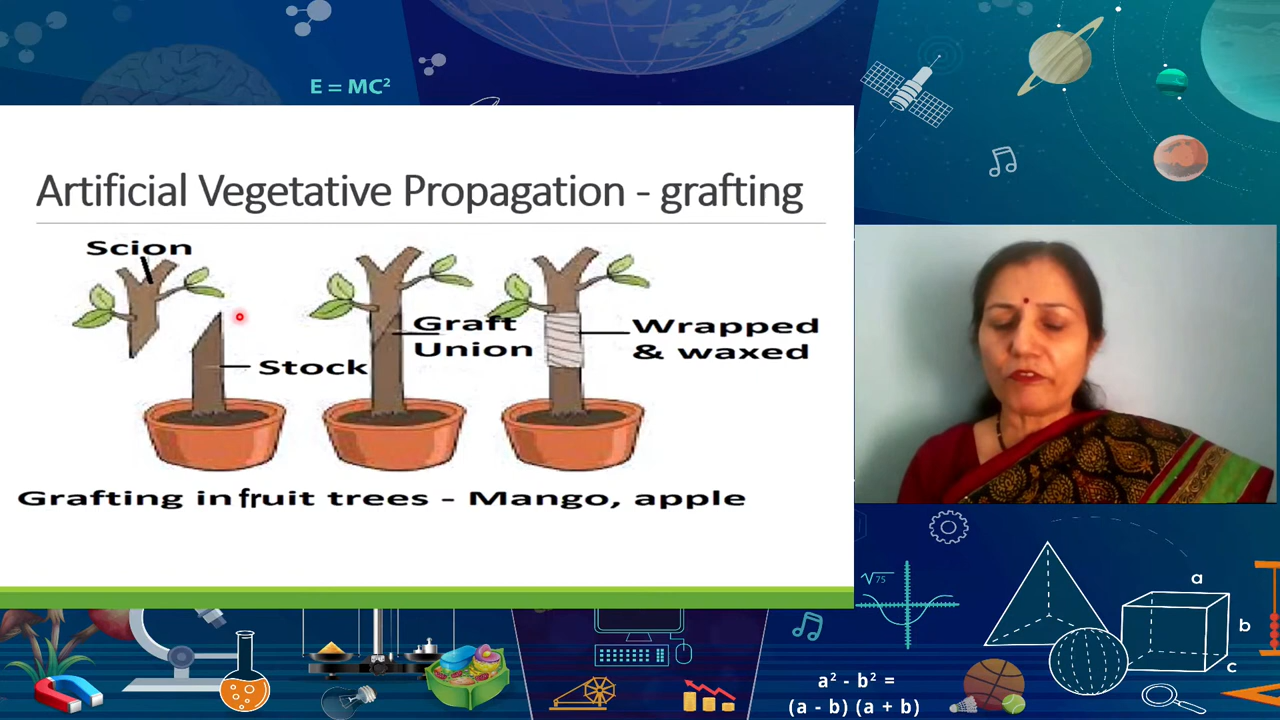 E = MC²
Artificial Vegetative Propagation - grafting
Scion
Graft
Union
Wrapped
& waxed
Stock
Grafting in fruit trees - Mango, apple
√75
a
b
c
a² - b² =
(a - b) (a + b)